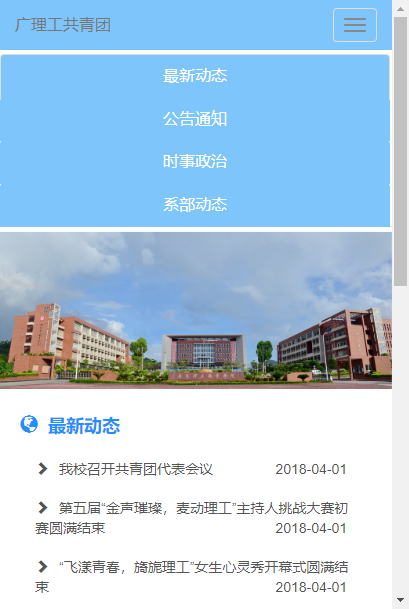 广理工共青团
最新动态
公告通知
时事政治
系部动态
最新动态
我校召开共青团代表会议 2018-04-01
第五届“金声璀璨，麦动理工”主持人挑战大赛初
赛圆满结束 2018-04-01
“飞漾青春，旖旎理工”女生心灵秀开幕式圆满结
束 2018-04-01